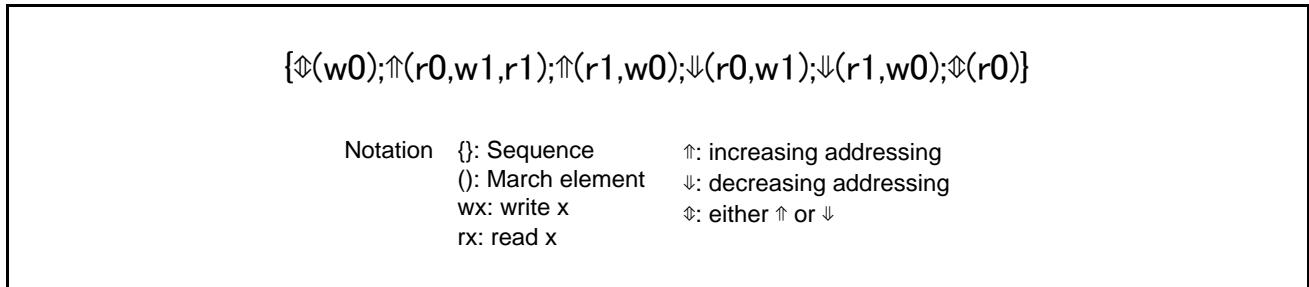 {⇕(w0);⇑(r0,w1,r1);⇑(r1,w0);⇓(r0,w1);⇓(r1,w0);⇕(r0)}
Notation {}: Sequence ⇑: increasing addressing
(): March element ⇓: decreasing addressing
wx: write x ⇕: either ⇑ or ⇓
rx: read x